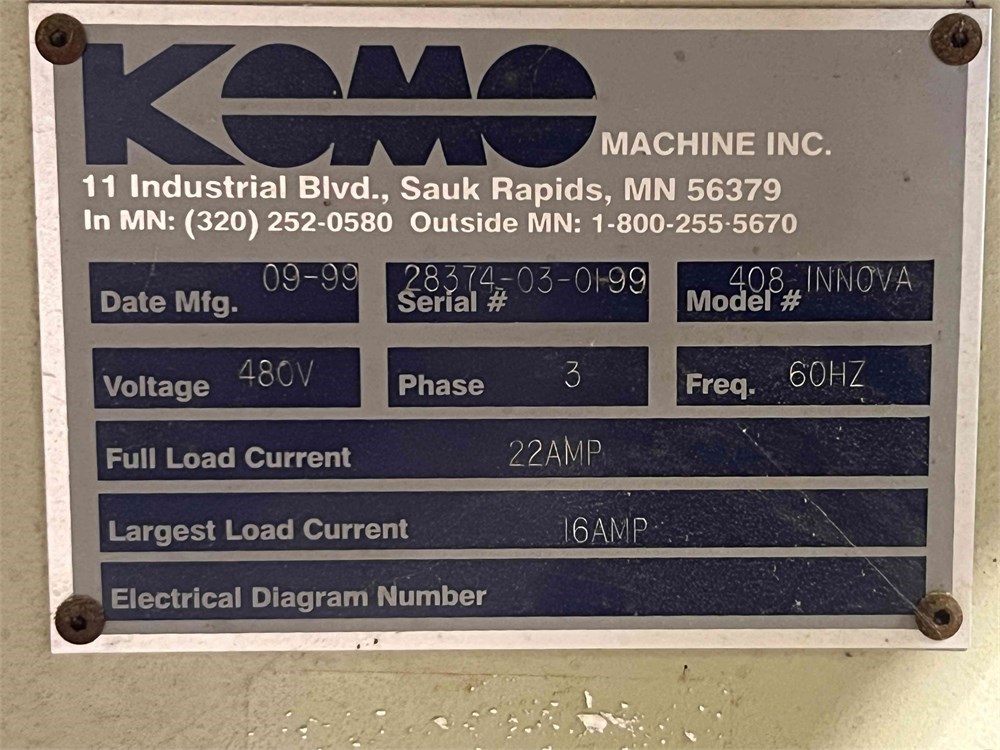 KOMO MACHINE INC.
11 Industrial Blvd., Sauk Rapids, MN 56379
In MN: (320) 252-0580 Outside MN: 1-800-255-5670
Date Mfg. 09-99 Serial # 28374-03-01-99 Model # 408 INNOVA
Voltage 480V Phase 3 Freq. 60HZ
Full Load Current 22AMP
Largest Load Current 16AMP
Electrical Diagram Number